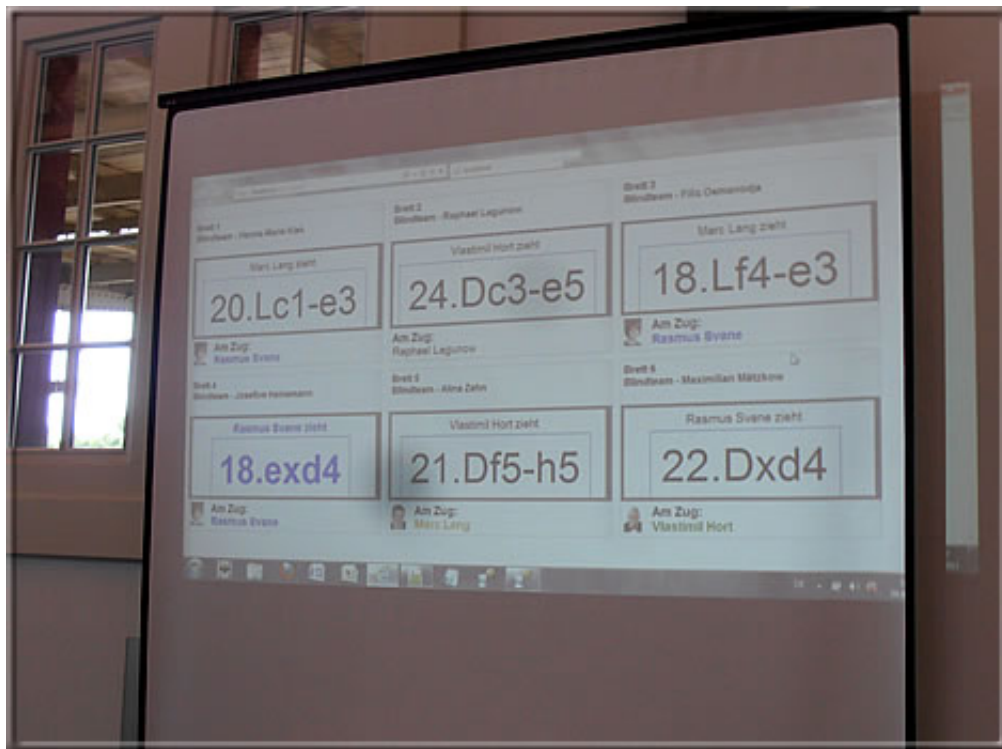 Brett 1
Blindteam - Hanna Marie Klek
Marc Lang zieht
20.Lc1-e3
Am Zug:
Rasmus Svane
Brett 2
Blindteam - Raphael Lagunow
Vlastimil Hort zieht
24.Dc3-e5
Am Zug:
Raphael Lagunow
Brett 3
Blindteam - Filiz Osmanodja
Marc Lang zieht
18.Lf4-e3
Am Zug:
Rasmus Svane
Brett 4
Blindteam - Josefine Heinemann
Rasmus Svane zieht
18.exd4
Am Zug:
Rasmus Svane
Brett 5
Blindteam - Alina Zahn
Vlastimil Hort zieht
21.Df5-h5
Am Zug:
Marc Lang
Brett 6
Blindteam - Maximilian Mätzkow
Rasmus Svane zieht
22.Dxd4
Am Zug:
Vlastimil Hort